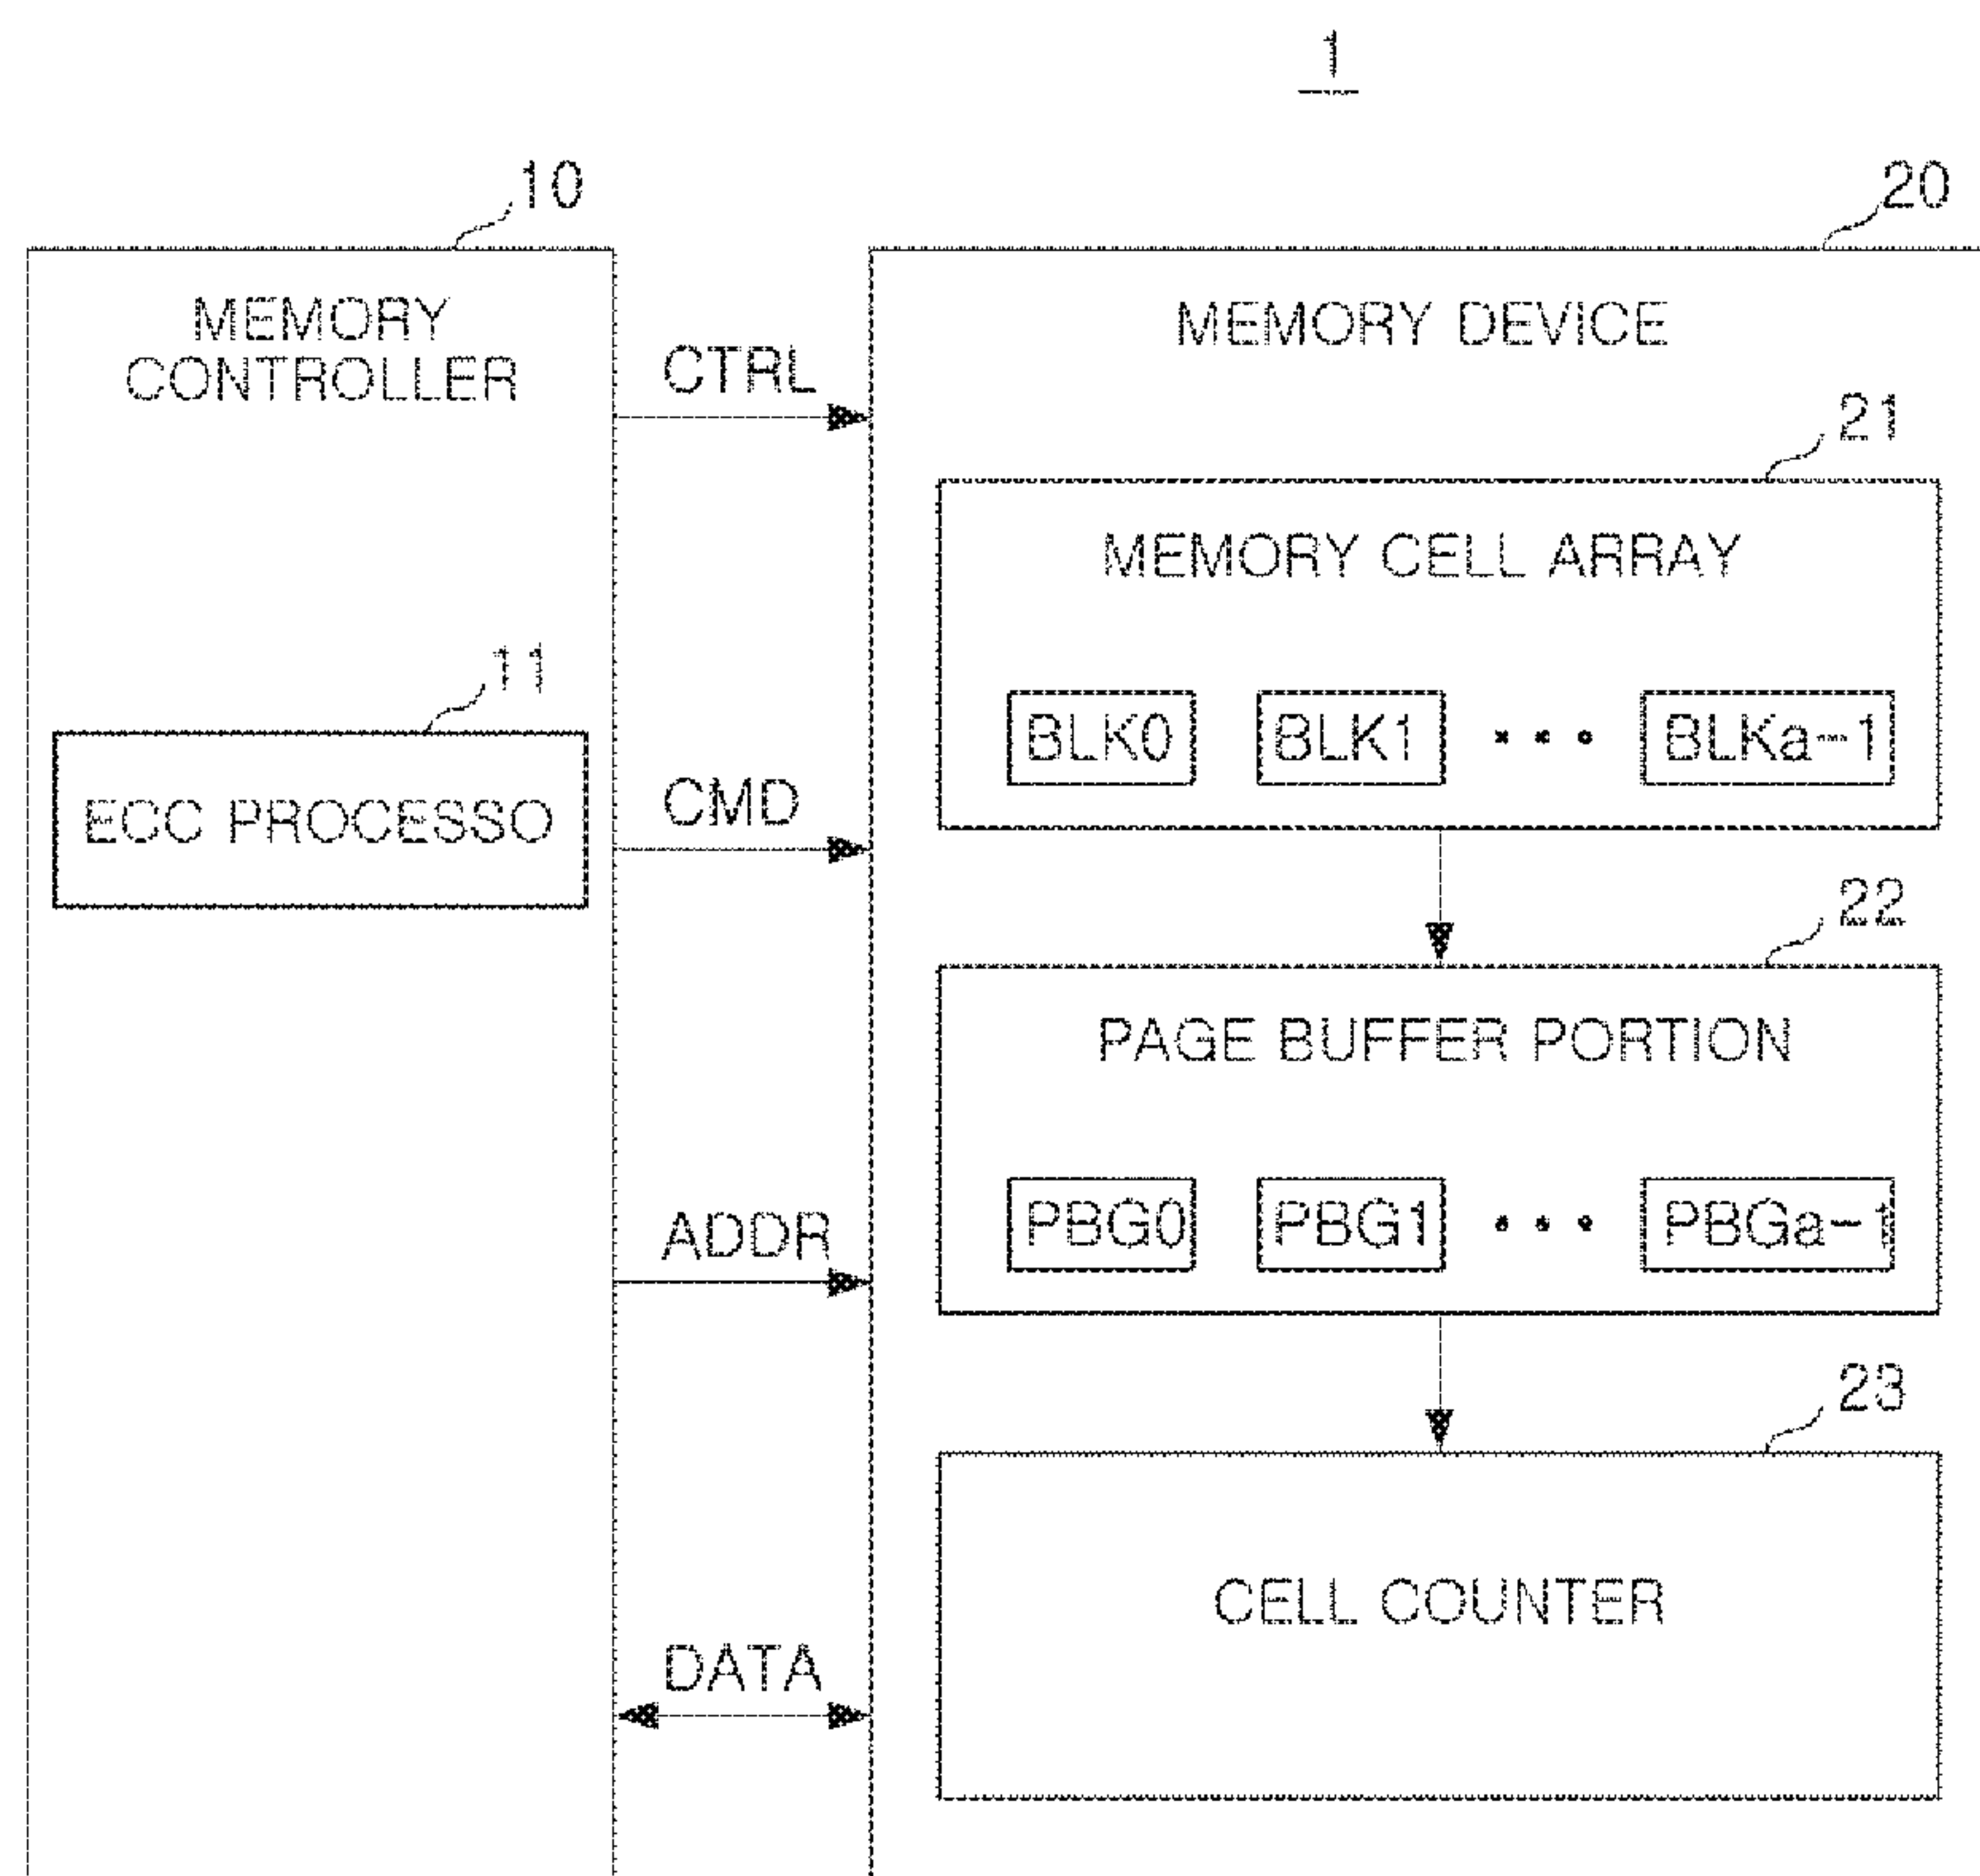 1
10
20
MEMORY
CONTROLLER
CTRL
MEMORY DEVICE
21
MEMORY CELL ARRAY
BLK0 BLK1 • • • BLKa-1
11
ECC PROCESSO
CMD
22
PAGE BUFFER PORTION
PBG0 PBG1 • • • PBGa-1
ADDR
23
CELL COUNTER
DATA